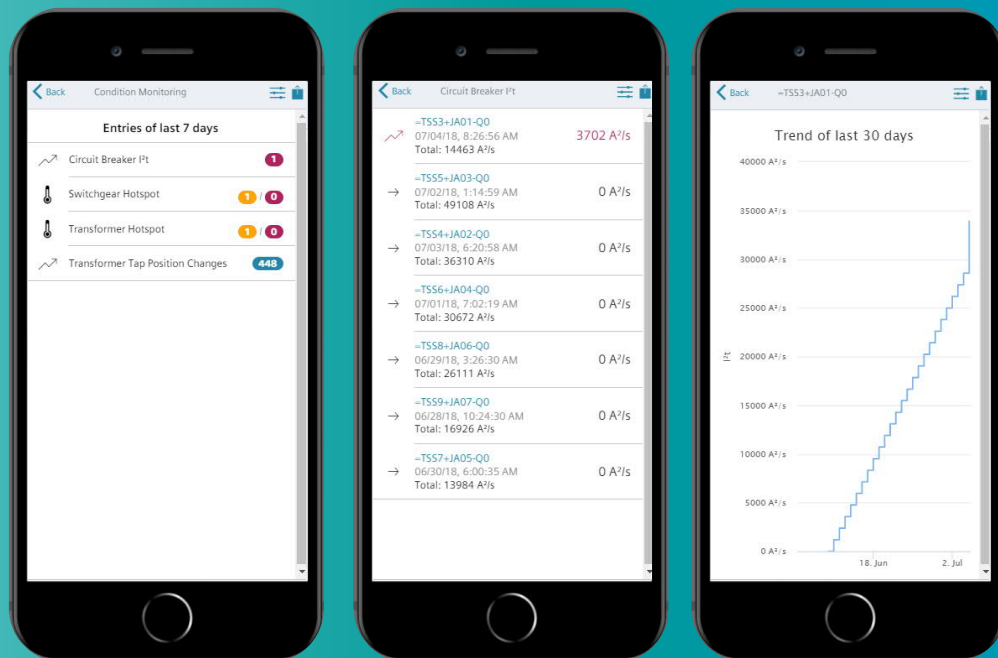 Back
Condition Monitoring
Entries of last 7 days
Circuit Breaker I²t
1
Switchgear Hotspot
1 / 0
Transformer Hotspot
1 / 0
Transformer Tap Position Changes
448
Back
Circuit Breaker I²t
=TSS3+JA01-Q0
07/04/18, 8:26:56 AM
3702 A²/s
Total: 14463 A²/s
=TSS5+JA03-Q0
07/02/18, 1:14:59 AM
0 A²/s
Total: 49108 A²/s
=TSS4+JA02-Q0
07/03/18, 6:20:58 AM
0 A²/s
Total: 36310 A²/s
=TSS6+JA04-Q0
07/01/18, 7:02:19 AM
0 A²/s
Total: 30672 A²/s
=TSS8+JA06-Q0
06/29/18, 3:26:30 AM
0 A²/s
Total: 26111 A²/s
=TSS9+JA07-Q0
06/28/18, 10:24:30 AM
0 A²/s
Total: 16926 A²/s
=TSS7+JA05-Q0
06/30/18, 6:00:35 AM
0 A²/s
Total: 13984 A²/s
Back
=TSS3+JA01-Q0
Trend of last 30 days
40000 A²/s
35000 A²/s
30000 A²/s
25000 A²/s
I²t
20000 A²/s
15000 A²/s
10000 A²/s
5000 A²/s
0 A²/s
18. Jun
2. Jul